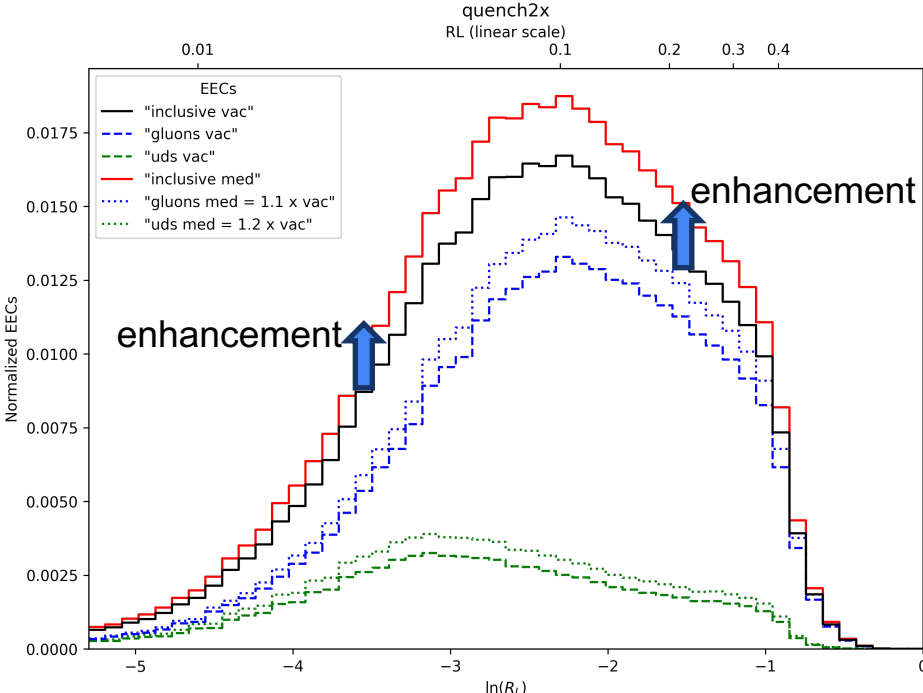 quench2x
RL (linear scale)
0.01
0.1
0.2
0.3
0.4
EECs
"inclusive vac"
"gluons vac"
"uds vac"
"inclusive med"
"gluons med = 1.1 x vac"
"uds med = 1.2 x vac"
enhancement
enhancement
Normalized EECs
0.0175
0.0150
0.0125
0.0100
0.0075
0.0050
0.0025
0.0000
−5
−4
−3
−2
−1
0
ln(R_L)